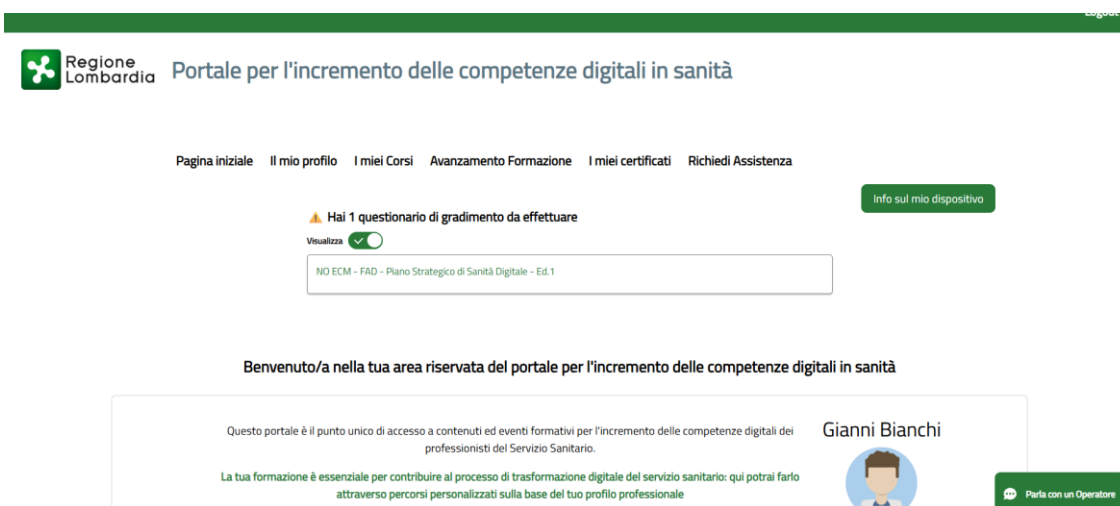 Logout
Regione
Lombardia
Portale per l'incremento delle competenze digitali in sanità
Pagina iniziale Il mio profilo I miei Corsi Avanzamento Formazione I miei certificati Richiedi Assistenza
Info sul mio dispositivo
Hai 1 questionario di gradimento da effettuare
Visualizza
NO ECM - FAD - Piano Strategico di Sanità Digitale - Ed.1
Benvenuto/a nella tua area riservata del portale per l'incremento delle competenze digitali in sanità
Questo portale è il punto unico di accesso a contenuti ed eventi formativi per l'incremento delle competenze digitali dei
professionisti del Servizio Sanitario.
Gianni Bianchi
La tua formazione è essenziale per contribuire al processo di trasformazione digitale del servizio sanitario: qui potrai farlo
attraverso percorsi personalizzati sulla base del tuo profilo professionale
Parla con un Operatore